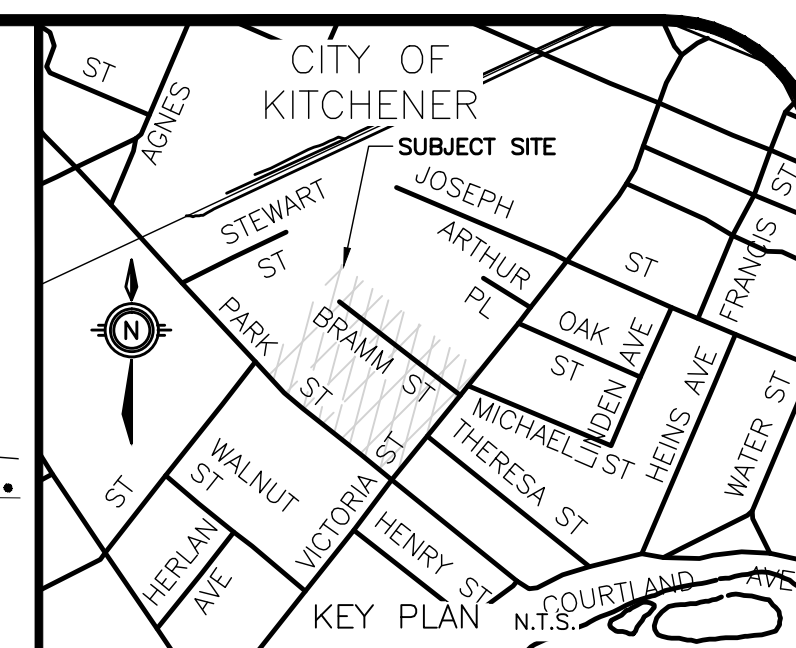 CITY OF
KITCHENER
ST
AGNES
SUBJECT SITE
JOSEPH
ST
STEWART
ST
ARTHUR
PL
ST
FRANCIS
N
PARK
ST
BRAMM ST
OAK
ST
AVE
HEINS AVE
WATER ST
MICHAEL ST
THERESA ST
WALNUT
ST
ST
VICTORIA
ST
HENRY ST
HERLAN
AVE
COURTLAND AVE
KEY PLAN
N.T.S.